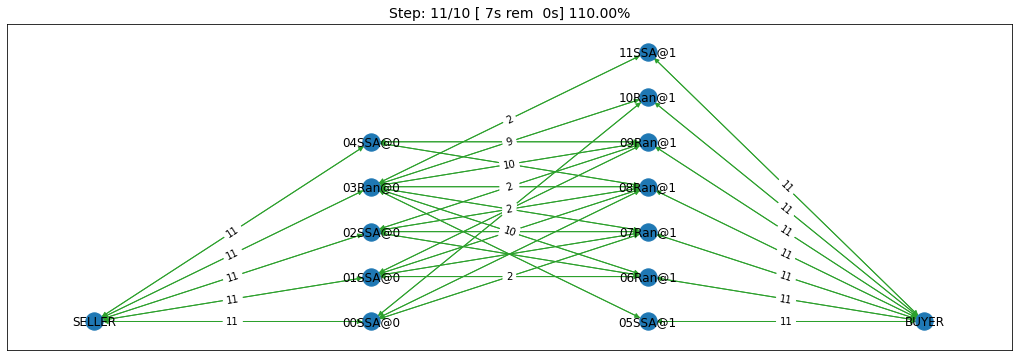 Step: 11/10 [ 7s rem  0s] 110.00%
11SSA@1
10Ran@1
2
04SSA@0
9
09Ran@1
10
03Ran@0
2
08Ran@1
11
11
2
11
02SSA@0
10
07Ran@1
11
11
11
01SSA@0
2
06Ran@1
11
11
11
11
SELLER
11
00SSA@0
05SSA@1
11
BUYER